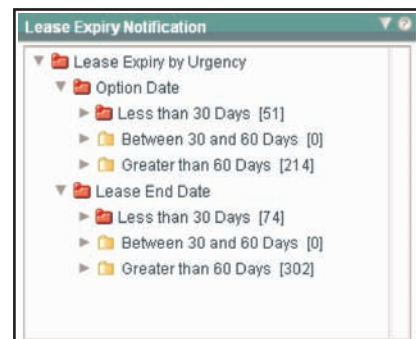 Lease Expiry Notification
Lease Expiry by Urgency
Option Date
Less than 30 Days [51]
Between 30 and 60 Days [0]
Greater than 60 Days [214]
Lease End Date
Less than 30 Days [74]
Between 30 and 60 Days [0]
Greater than 60 Days [302]